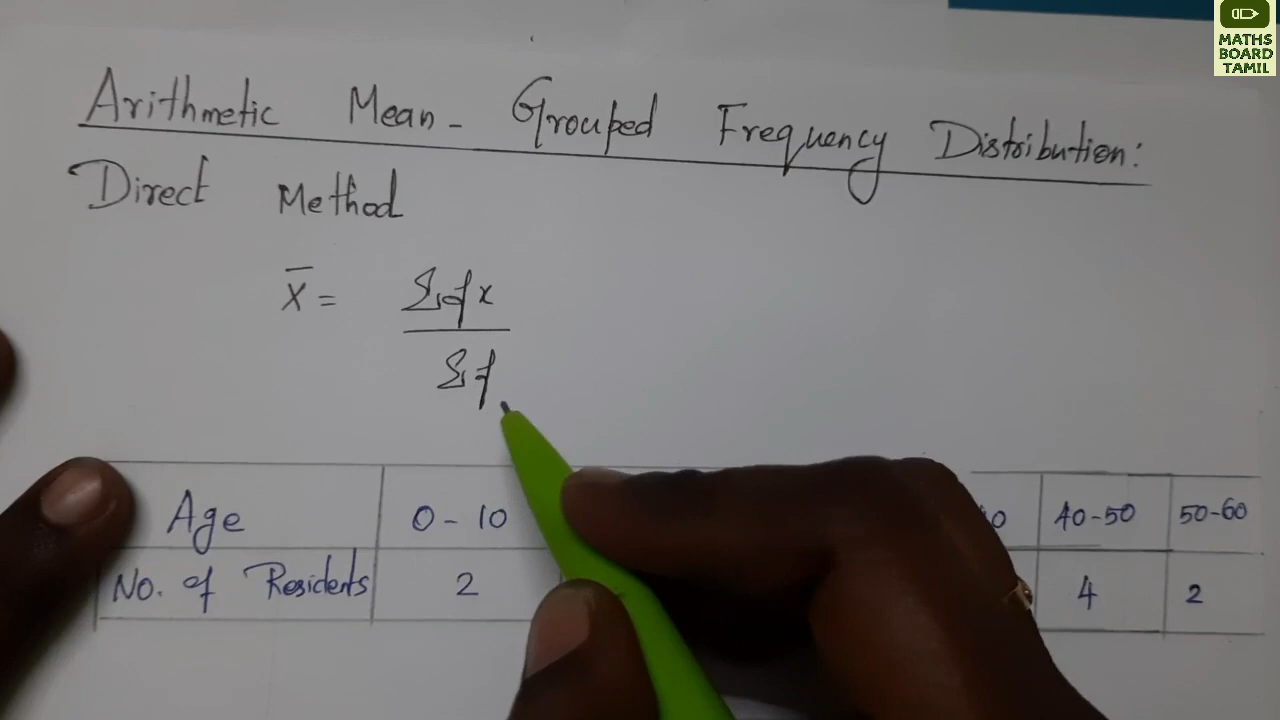 MATHS
BOARD
TAMIL
Arithmetic Mean - Grouped Frequency Distribution:
Direct Method
X̄ = Σfx
Σf
Age 0-10 40-50 50-60
No. of Residents 2 4 2